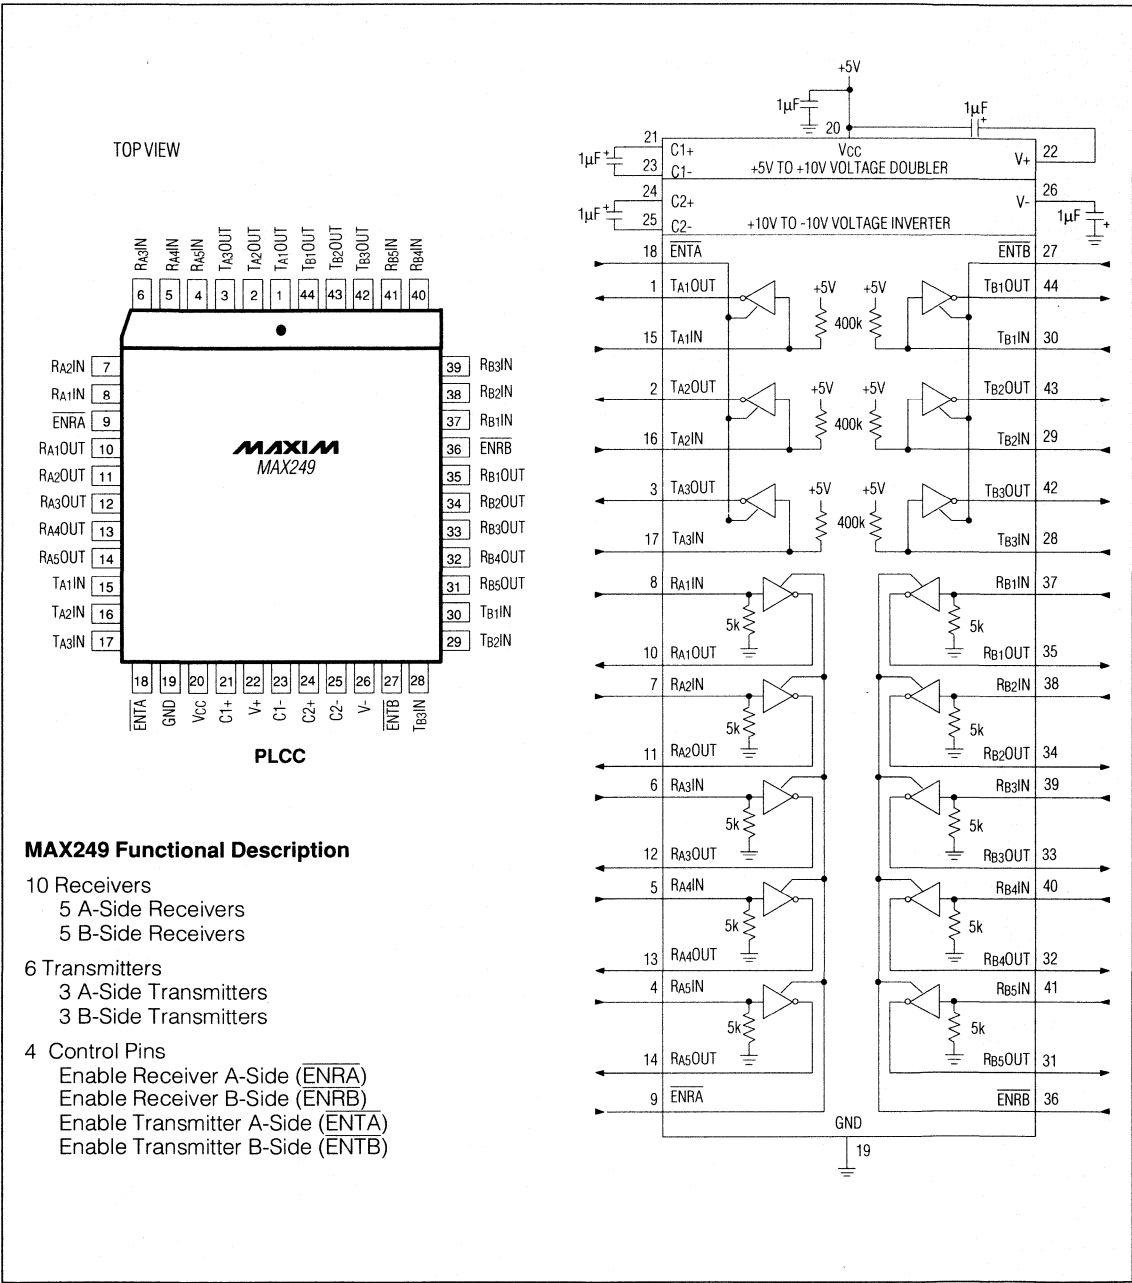 TOP VIEW
RA3IN RA4IN RA5IN TA3OUT TA2OUT TA1OUT TB1OUT TB2OUT TB3OUT RB5IN RB4IN
6 5 4 3 2 1 44 43 42 41 40
RA2IN 7
RA1IN 8
ENRA 9
RA1OUT 10
RA2OUT 11
RA3OUT 12
RA4OUT 13
RA5OUT 14
TA1IN 15
TA2IN 16
TA3IN 17
MAXIM
MAX249
39 RB3IN
38 RB2IN
37 RB1IN
36 ENRB
35 RB1OUT
34 RB2OUT
33 RB3OUT
32 RB4OUT
31 RB5OUT
30 TB1IN
29 TB2IN
18 19 20 21 22 23 24 25 26 27 28
ENTA GND VCC C1+ V+ C1- C2+ C2- V- ENTB TB3IN
PLCC
MAX249 Functional Description
10 Receivers
5 A-Side Receivers
5 B-Side Receivers
6 Transmitters
3 A-Side Transmitters
3 B-Side Transmitters
4 Control Pins
Enable Receiver A-Side (ENRA)
Enable Receiver B-Side (ENRB)
Enable Transmitter A-Side (ENTA)
Enable Transmitter B-Side (ENTB)
+5V
1µF 1µF
+
20
21 C1+ VCC V+ 22
1µF +
23 C1- +5V TO +10V VOLTAGE DOUBLER
24 C2+ V- 26
1µF + 1µF +
25 C2- +10V TO -10V VOLTAGE INVERTER
18 ENTA ENTB 27
1 TA1OUT +5V +5V TB1OUT 44
400k
15 TA1IN TB1IN 30
2 TA2OUT +5V +5V TB2OUT 43
400k
16 TA2IN TB2IN 29
3 TA3OUT +5V +5V TB3OUT 42
400k
17 TA3IN TB3IN 28
8 RA1IN RB1IN 37
5k 5k
10 RA1OUT RB1OUT 35
7 RA2IN RB2IN 38
5k 5k
11 RA2OUT RB2OUT 34
6 RA3IN RB3IN 39
5k 5k
12 RA3OUT RB3OUT 33
5 RA4IN RB4IN 40
5k 5k
13 RA4OUT RB4OUT 32
4 RA5IN RB5IN 41
5k 5k
14 RA5OUT RB5OUT 31
9 ENRA ENRB 36
GND
19